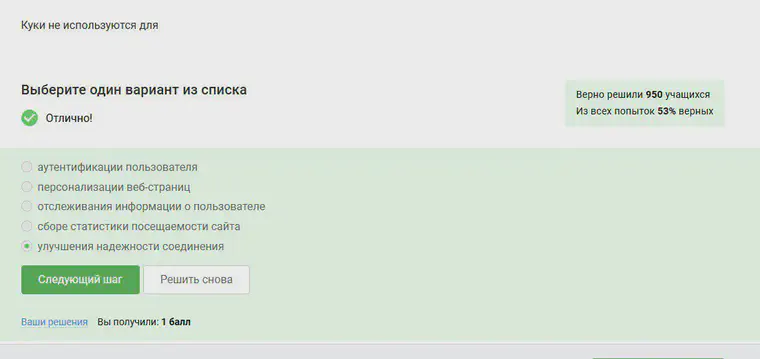 Куки не используются для
Выберите один вариант из списка
Отлично!
Верно решили 950 учащихся
Из всех попыток 53% верных
аутентификации пользователя
персонализации веб-страниц
отслеживания информации о пользователе
сборе статистики посещаемости сайта
улучшения надежности соединения
Следующий шаг Решить снова
Ваши решения Вы получили: 1 балл